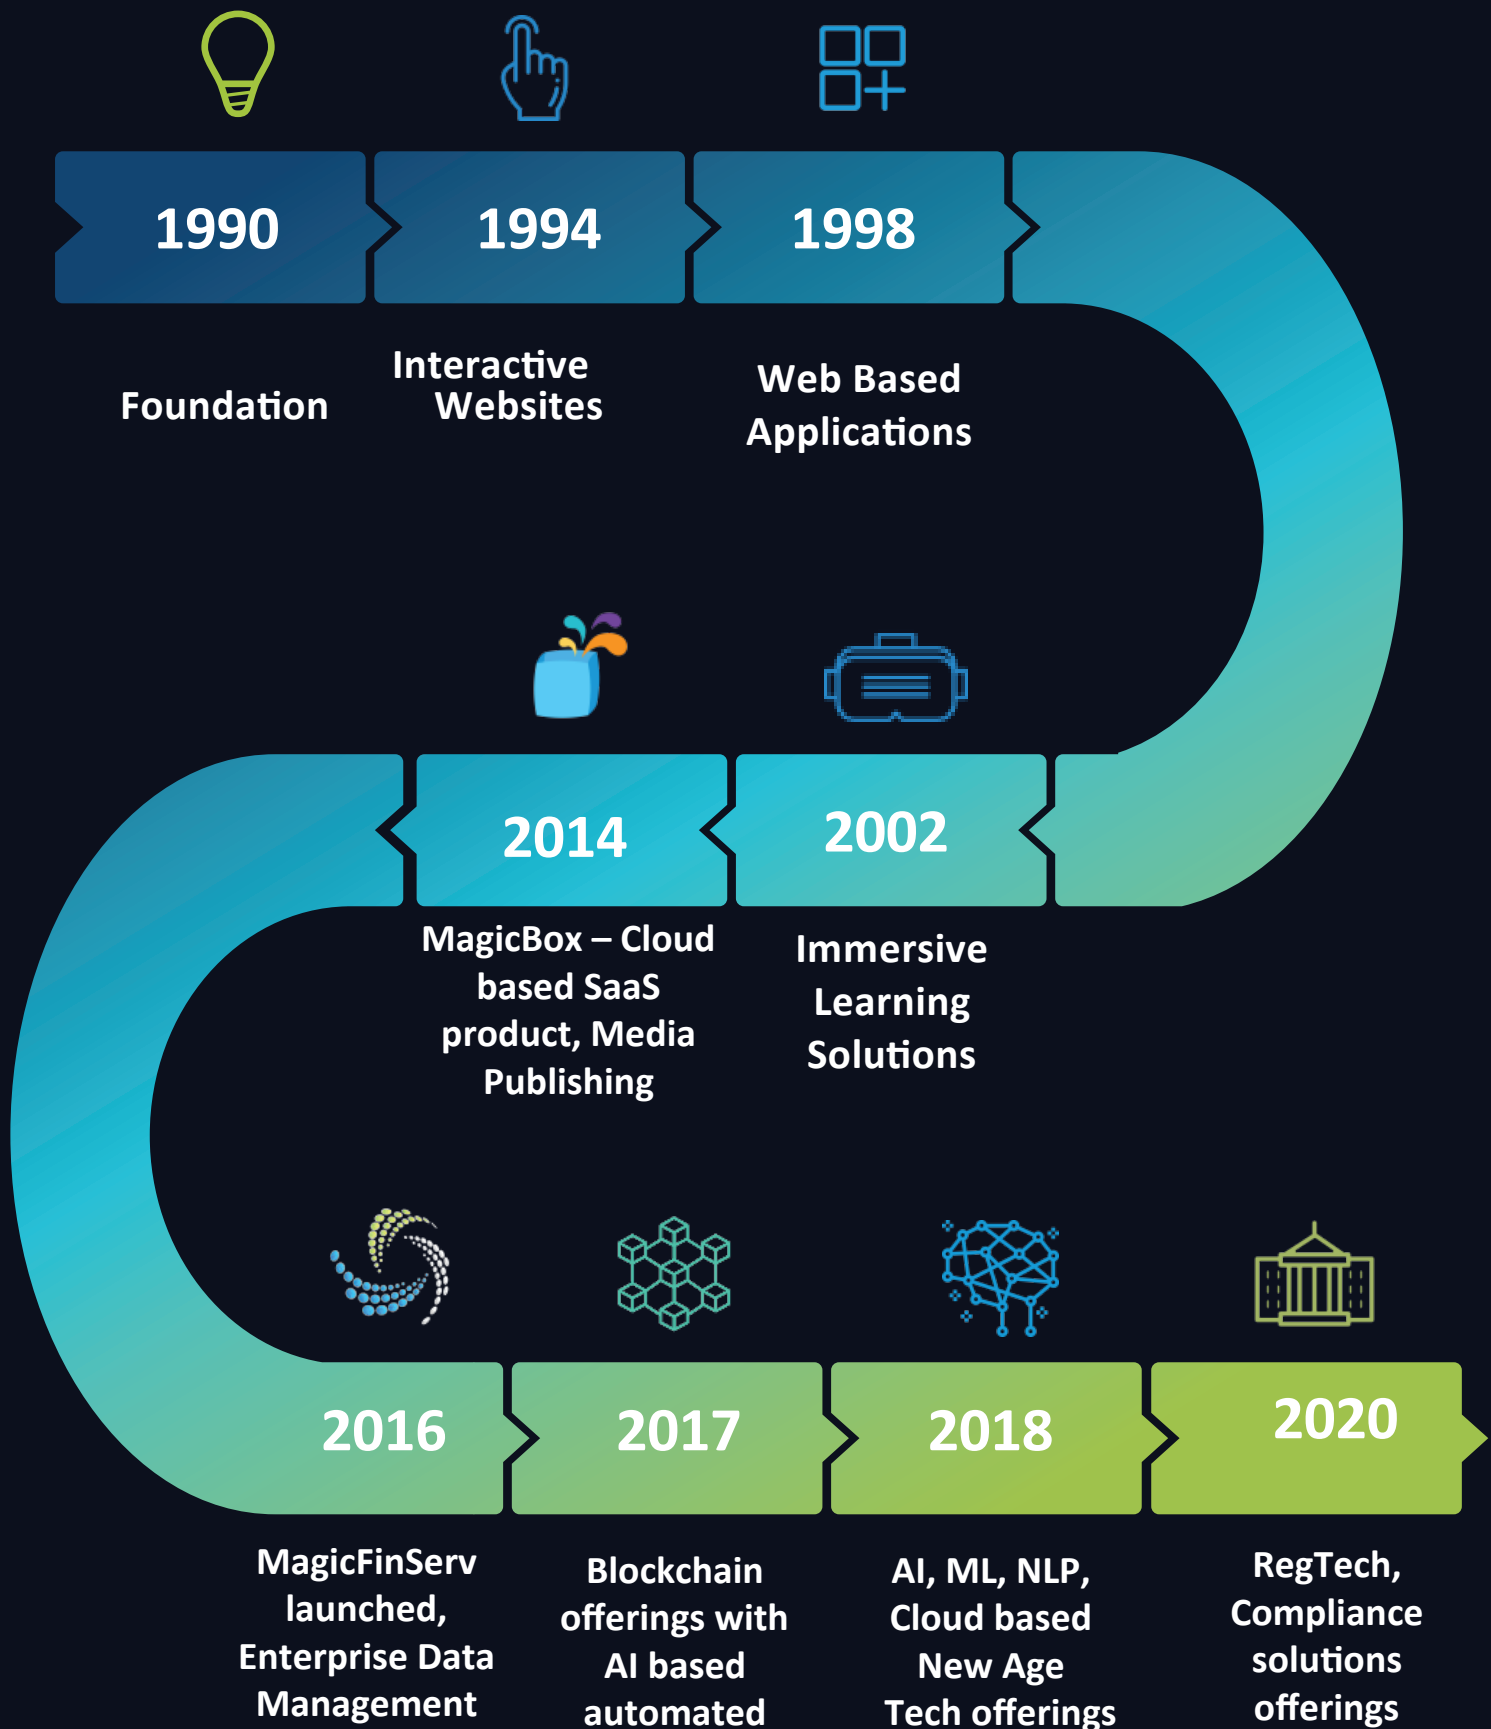 1990
1994
1998
Foundation
Interactive
Websites
Web Based
Applications
2002
Immersive
Learning
Solutions
2014
MagicBox – Cloud
based SaaS
product, Media
Publishing
2016
2017
2018
2020
MagicFinServ
launched,
Enterprise Data
Management
Blockchain
offerings with
AI based
automated
AI, ML, NLP,
Cloud based
New Age
Tech offerings
RegTech,
Compliance
solutions
offerings